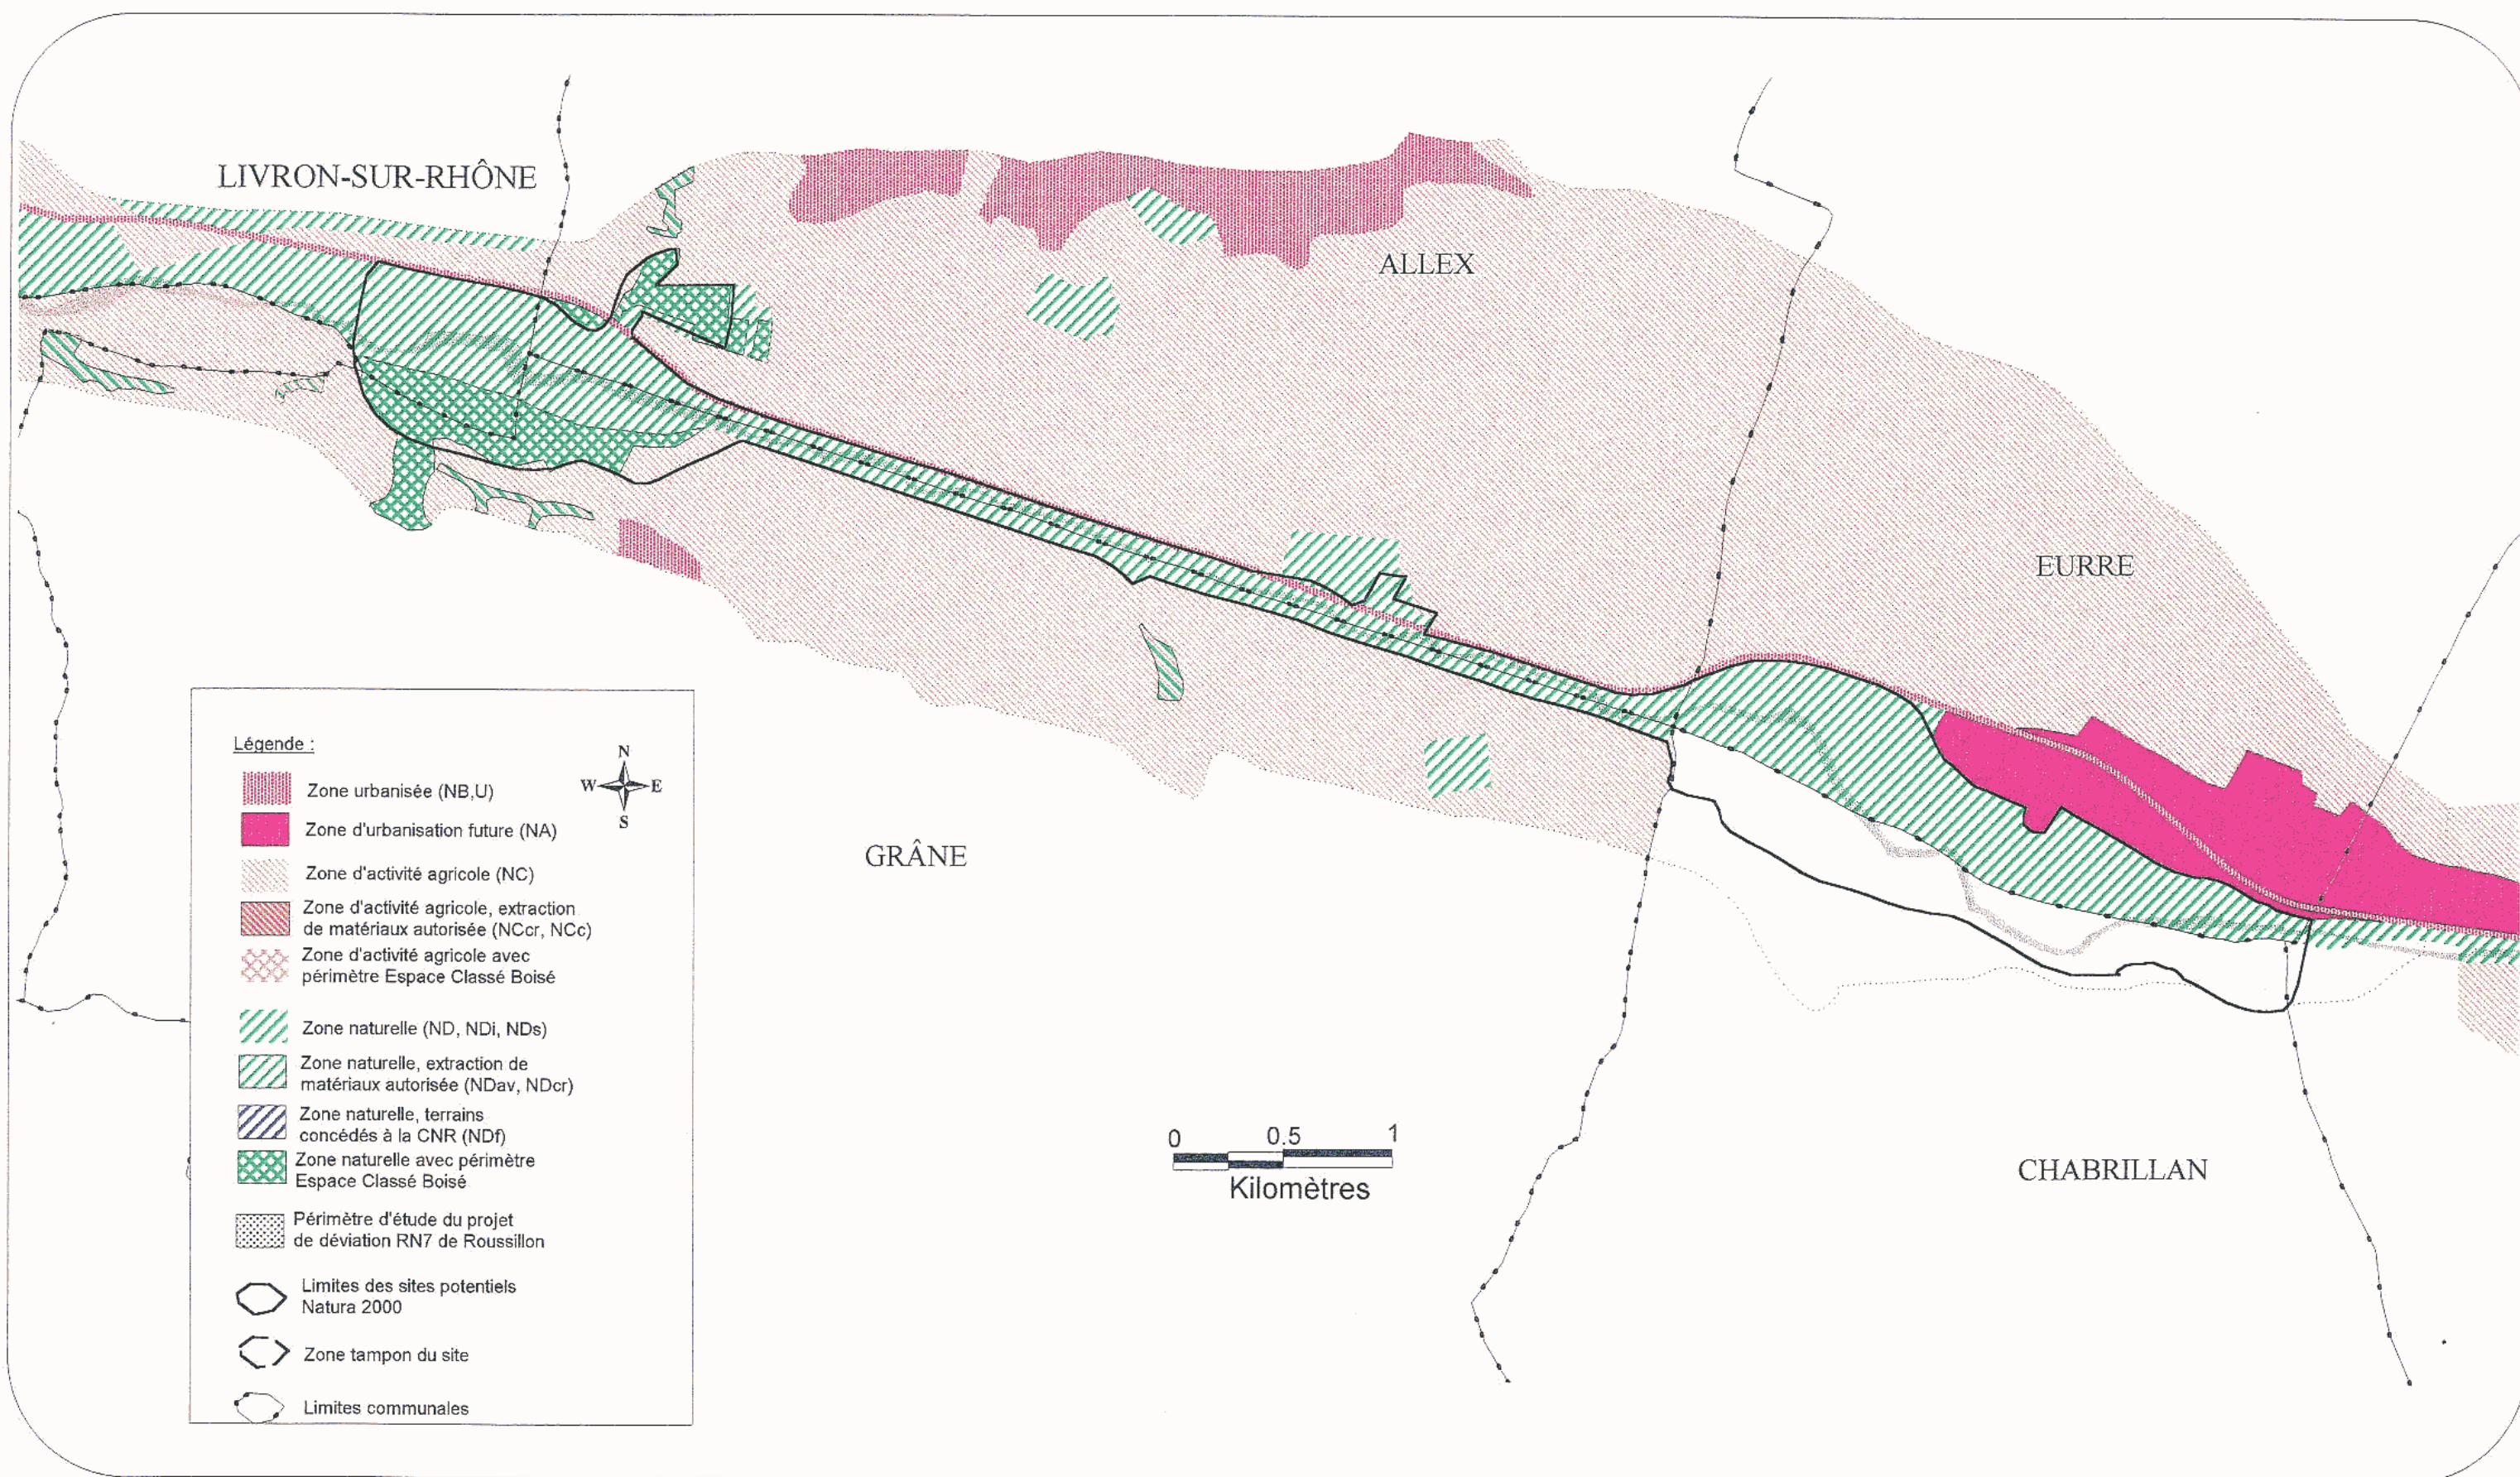 LIVRON-SUR-RHÔNE
ALLEX
EURRE
GRÂNE
CHABRILLAN
Légende :
N
W E
S
Zone urbanisée (NB,U)
Zone d'urbanisation future (NA)
Zone d'activité agricole (NC)
Zone d'activité agricole, extraction
de matériaux autorisée (NCcr, NCc)
Zone d'activité agricole avec
périmètre Espace Classé Boisé
Zone naturelle (ND, NDi, NDs)
Zone naturelle, extraction de
matériaux autorisée (NDav, NDcr)
Zone naturelle, terrains
concédés à la CNR (NDf)
Zone naturelle avec périmètre
Espace Classé Boisé
Périmètre d'étude du projet
de déviation RN7 de Roussillon
Limites des sites potentiels
Natura 2000
Zone tampon du site
Limites communales
0 0.5 1
Kilomètres